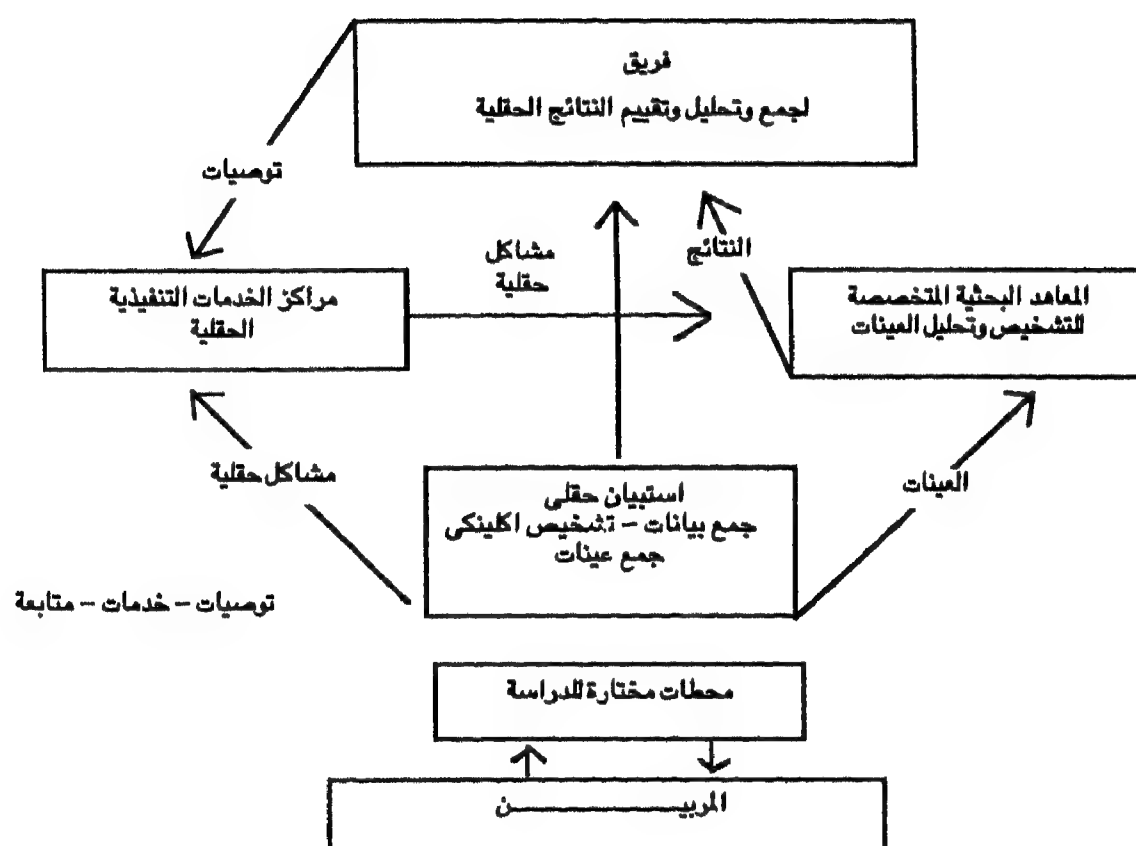 فريق
لجمع وتحليل وتقييم النتائج الحقلية
توصيات
مشاكل
حقلية
النتائج
مراكز الخدمات التنفيذية
الحقلية
المعاهد البحثية المتخصصة
للتشخيص وتحليل العينات
مشاكل حقلية
العينات
استبيان حقلى
جمع بيانات – تشخيص اكلينكى
جمع عينات
توصيات – خدمات – متابعة
محطات مختارة للدراسة
المربيــــــــــــن